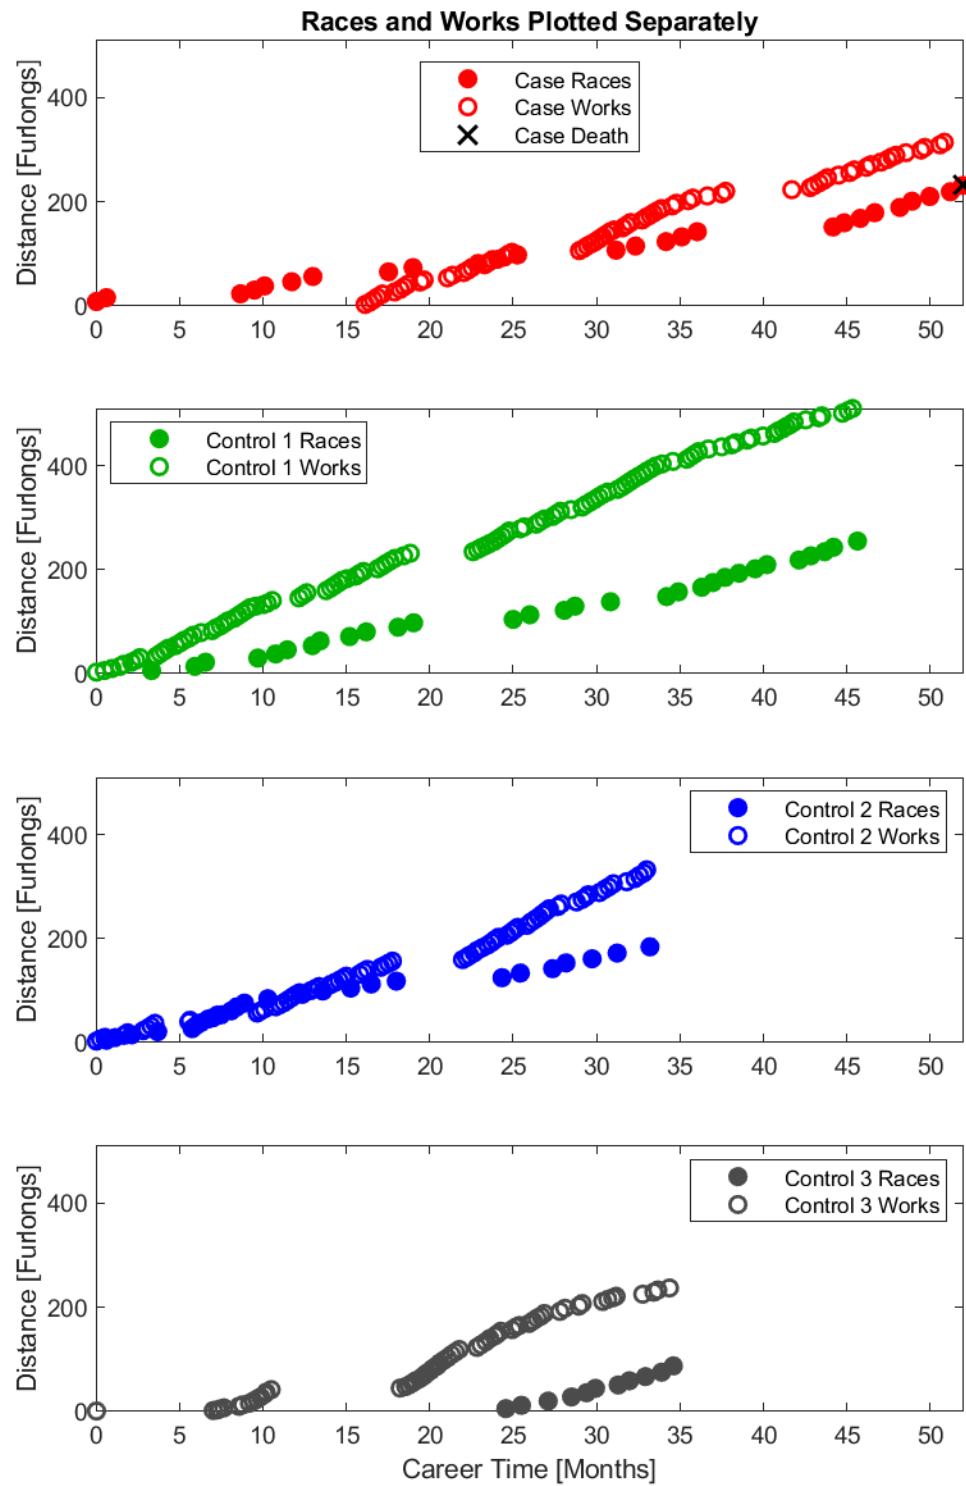 Races and Works Plotted Separately
Distance [Furlongs]
400
200
0
Case Races
Case Works
Case Death
0 5 10 15 20 25 30 35 40 45 50
Distance [Furlongs]
400
200
0
Control 1 Races
Control 1 Works
0 5 10 15 20 25 30 35 40 45 50
Distance [Furlongs]
400
200
0
Control 2 Races
Control 2 Works
0 5 10 15 20 25 30 35 40 45 50
Distance [Furlongs]
400
200
0
Control 3 Races
Control 3 Works
0 5 10 15 20 25 30 35 40 45 50
Career Time [Months]